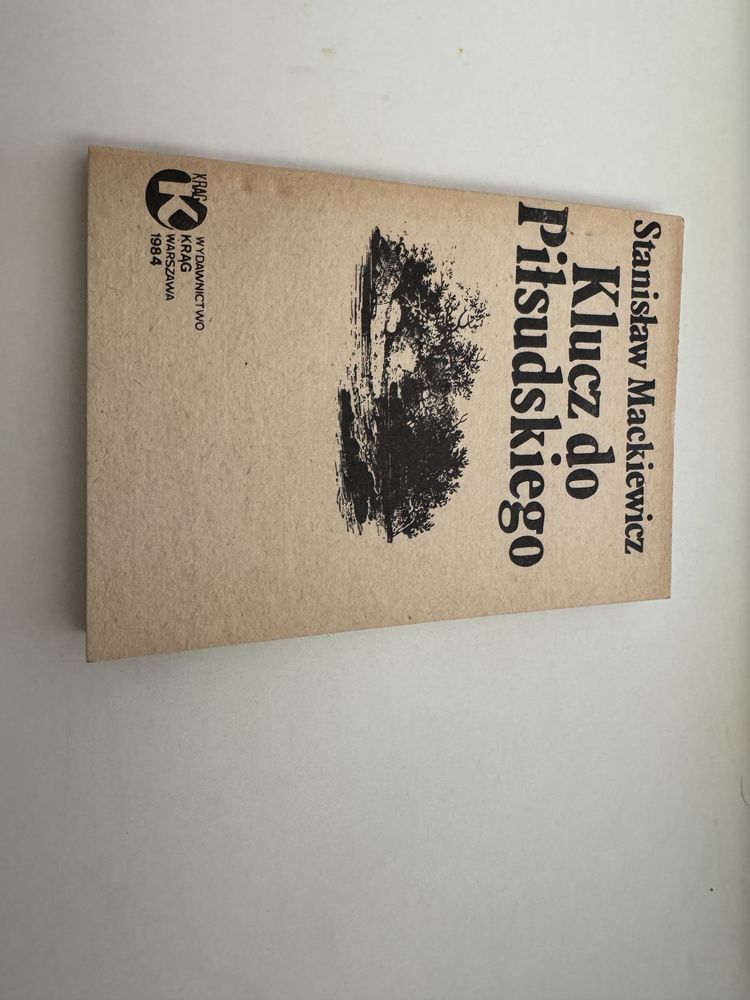 Stanisław Mackiewicz
Klucz do
Piłsudskiego
KRĄG
WYDAWNICTWO
KRĄG
WARSZAWA
1984